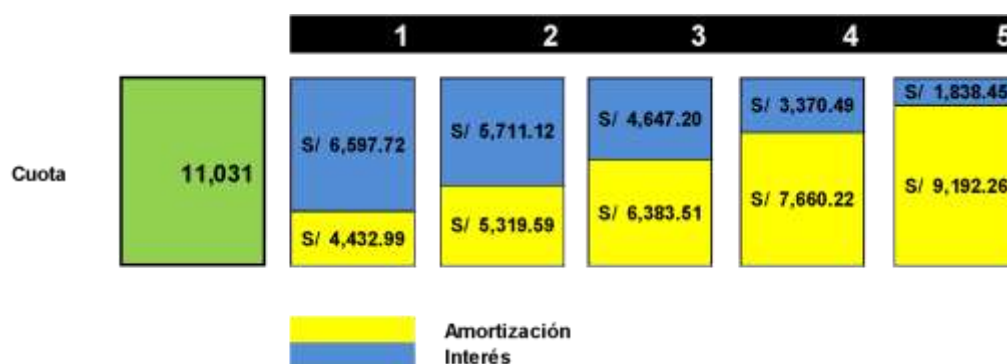 1 2 3 4 5
S/ 6,597.72 S/ 5,711.12 S/ 4,647.20 S/ 3,370.49 S/ 1,838.45
Cuota 11,031
S/ 4,432.99 S/ 5,319.59 S/ 6,383.51 S/ 7,660.22 S/ 9,192.26
Amortización
Interés